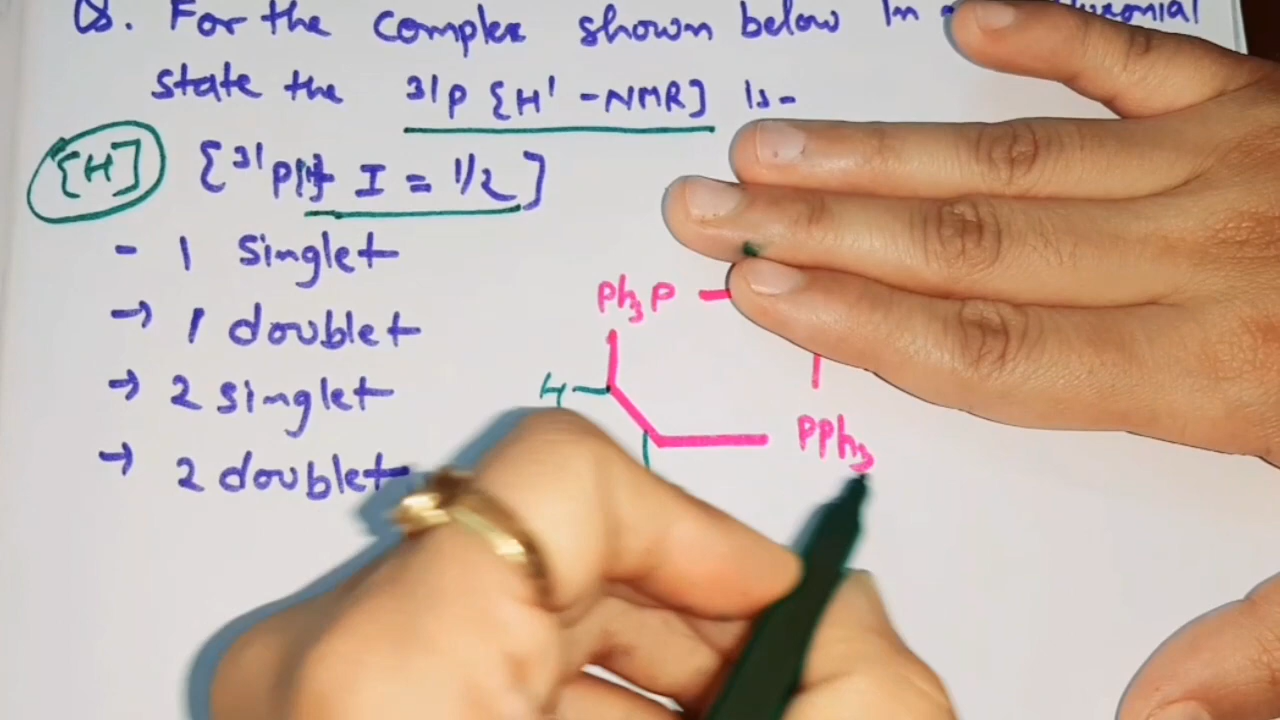 Q. For the Complex shown below In
state the 31P {H' -NMR] Is-
[H] {31P I = 1/2 ]
- 1 Singlet
→ 1 doublet
→ 2 singlet
→ 2 doublet
Ph3P
H
PPh3